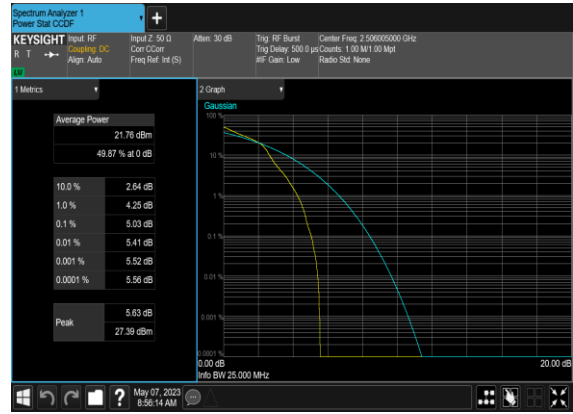 Spectrum Analyzer 1
Power Stat CCDF
KEYSIGHT
R T
LXI
Input: RF
Coupling: DC
Align: Auto
Input Z: 50 Ω
Corr CCorr
Freq Ref: Int (S)
Atten: 30 dB
Trig: RF Burst
Trig Delay: 500.0 µs
#IF Gain: Low
Center Freq: 2.506005000 GHz
Counts: 1.00 M/1.00 Mpt
Radio Std: None
1 Metrics
Average Power
21.76 dBm
49.87 % at 0 dB
10.0 % 2.64 dB
1.0 % 4.25 dB
0.1 % 5.03 dB
0.01 % 5.41 dB
0.001 % 5.52 dB
0.0001 % 5.56 dB
Peak
5.63 dB
27.39 dBm
2 Graph
Gaussian
100 %
10 %
1 %
0.1 %
0.01 %
0.001 %
0.0001 %
0.00 dB
20.00 dB
Info BW 25.000 MHz
?
May 07, 2023
8:56:14 AM